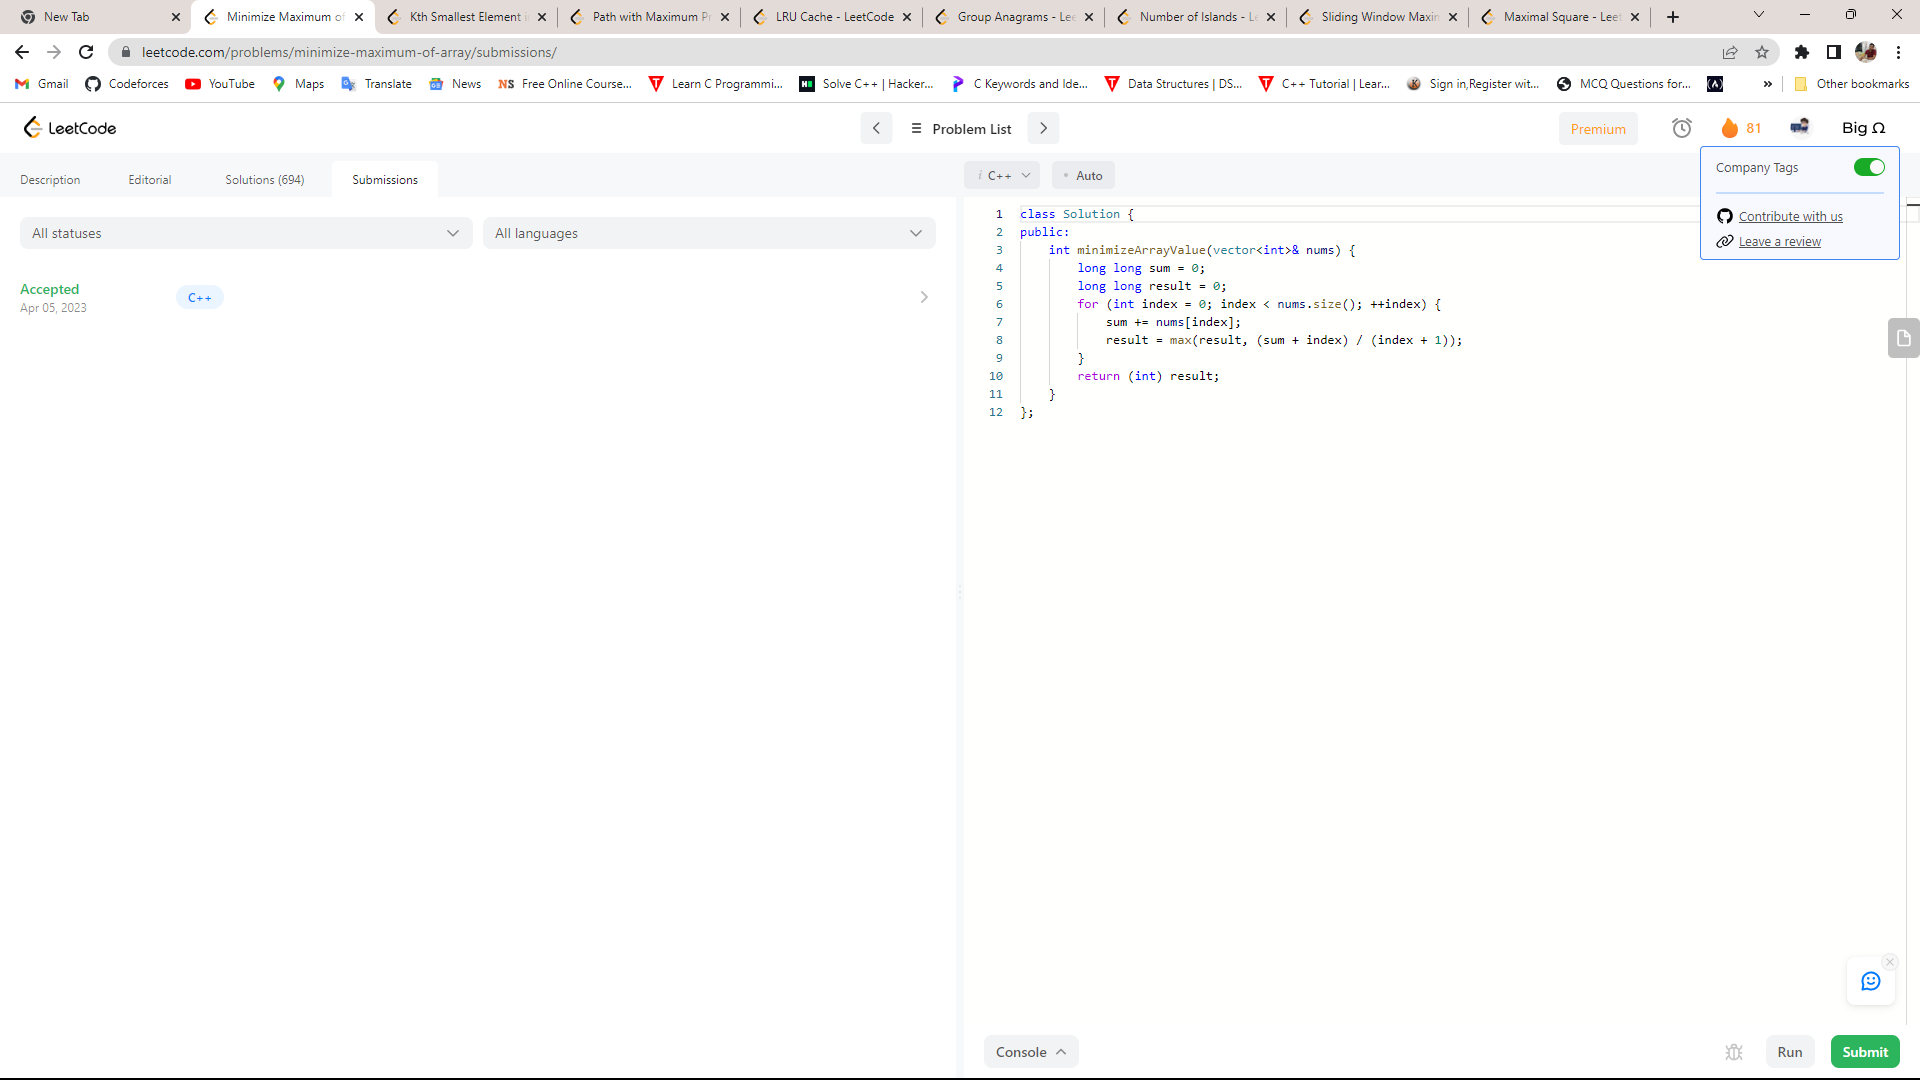 New Tab
Minimize Maximum of
Kth Smallest Element i
Path with Maximum Pr
LRU Cache - LeetCode
Group Anagrams - Lee
Number of Islands - Le
Sliding Window Maxim
Maximal Square - Leet
leetcode.com/problems/minimize-maximum-of-array/submissions/
Gmail
Codeforces
YouTube
Maps
Translate
News
NS Free Online Course...
Learn C Programmi...
Solve C++ | Hacker...
C Keywords and Ide...
Data Structures | DS...
C++ Tutorial | Lear...
Sign in,Register wit...
MCQ Questions for...
»
Other bookmarks
LeetCode
Problem List
Premium
81
Big Ω
Company Tags
Contribute with us
Leave a review
Description
Editorial
Solutions (694)
Submissions
All statuses
All languages
Accepted
Apr 05, 2023
C++
i C++
• Auto
1 class Solution {
2 public:
3 int minimizeArrayValue(vector<int>& nums) {
4 long long sum = 0;
5 long long result = 0;
6 for (int index = 0; index < nums.size(); ++index) {
7 sum += nums[index];
8 result = max(result, (sum + index) / (index + 1));
9 }
10 return (int) result;
11 }
12 };
Console
Run
Submit